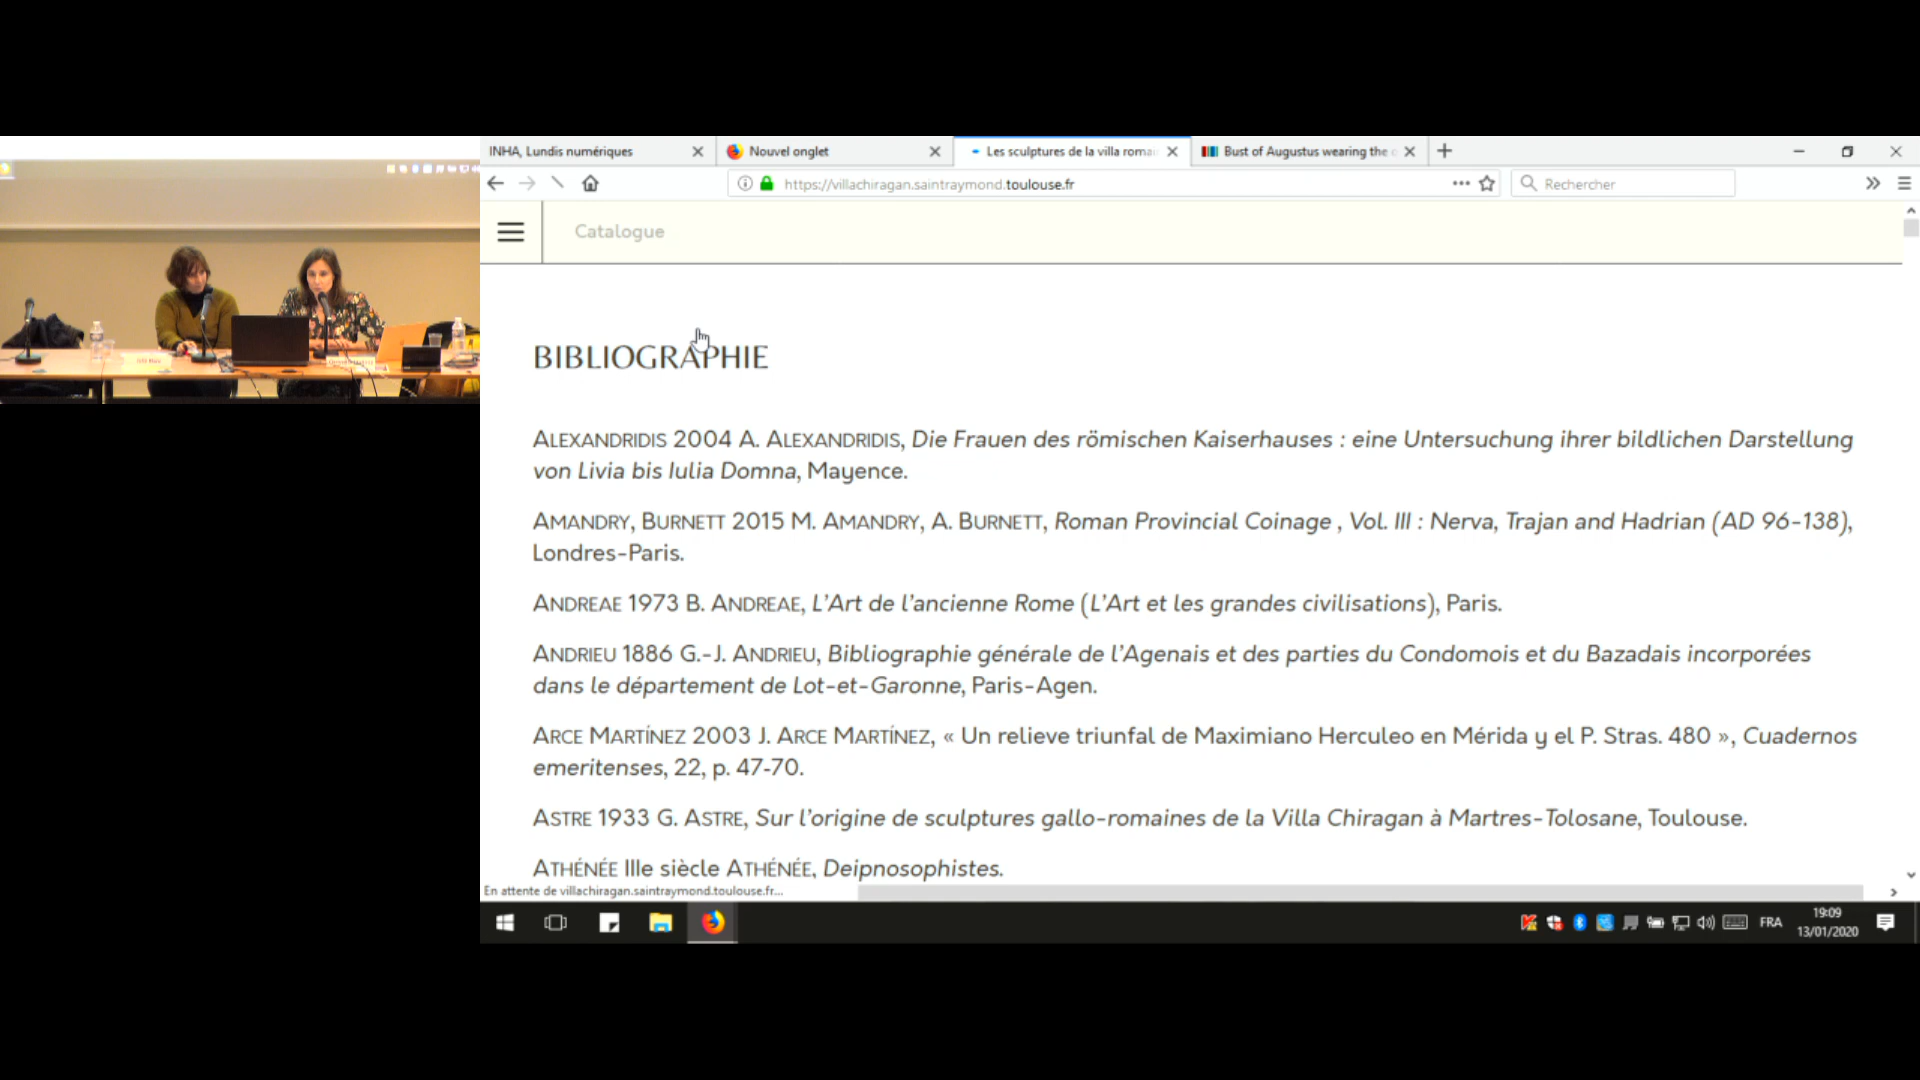 INHA, Lundis numériques
Nouvel onglet
Les sculptures de la villa roma
Bust of Augustus wearing the
https://villachiragan.saintraymond.toulouse.fr
Rechercher
Catalogue
BIBLIOGRAPHIE
ALEXANDRIDIS 2004 A. ALEXANDRIDIS, Die Frauen des römischen Kaiserhauses : eine Untersuchung ihrer bildlichen Darstellung
von Livia bis Iulia Domna, Mayence.
AMANDRY, BURNETT 2015 M. AMANDRY, A. BURNETT, Roman Provincial Coinage , Vol. III : Nerva, Trajan and Hadrian (AD 96-138),
Londres-Paris.
ANDREAE 1973 B. ANDREAE, L'Art de l'ancienne Rome (L'Art et les grandes civilisations), Paris.
ANDRIEU 1886 G.-J. ANDRIEU, Bibliographie générale de l'Agenais et des parties du Condomois et du Bazadais incorporées
dans le département de Lot-et-Garonne, Paris-Agen.
ARCE MARTÍNEZ 2003 J. ARCE MARTÍNEZ, « Un relieve triunfal de Maximiano Herculeo en Mérida y el P. Stras. 480 », Cuadernos
emeritenses, 22, p. 47-70.
ASTRE 1933 G. ASTRE, Sur l'origine de sculptures gallo-romaines de la Villa Chiragan à Martres-Tolosane, Toulouse.
ATHÉNÉE IIIe siècle ATHÉNÉE, Deipnosophistes.
En attente de villachiragan.saintraymond.toulouse.fr...
FRA
19:09
13/01/2020